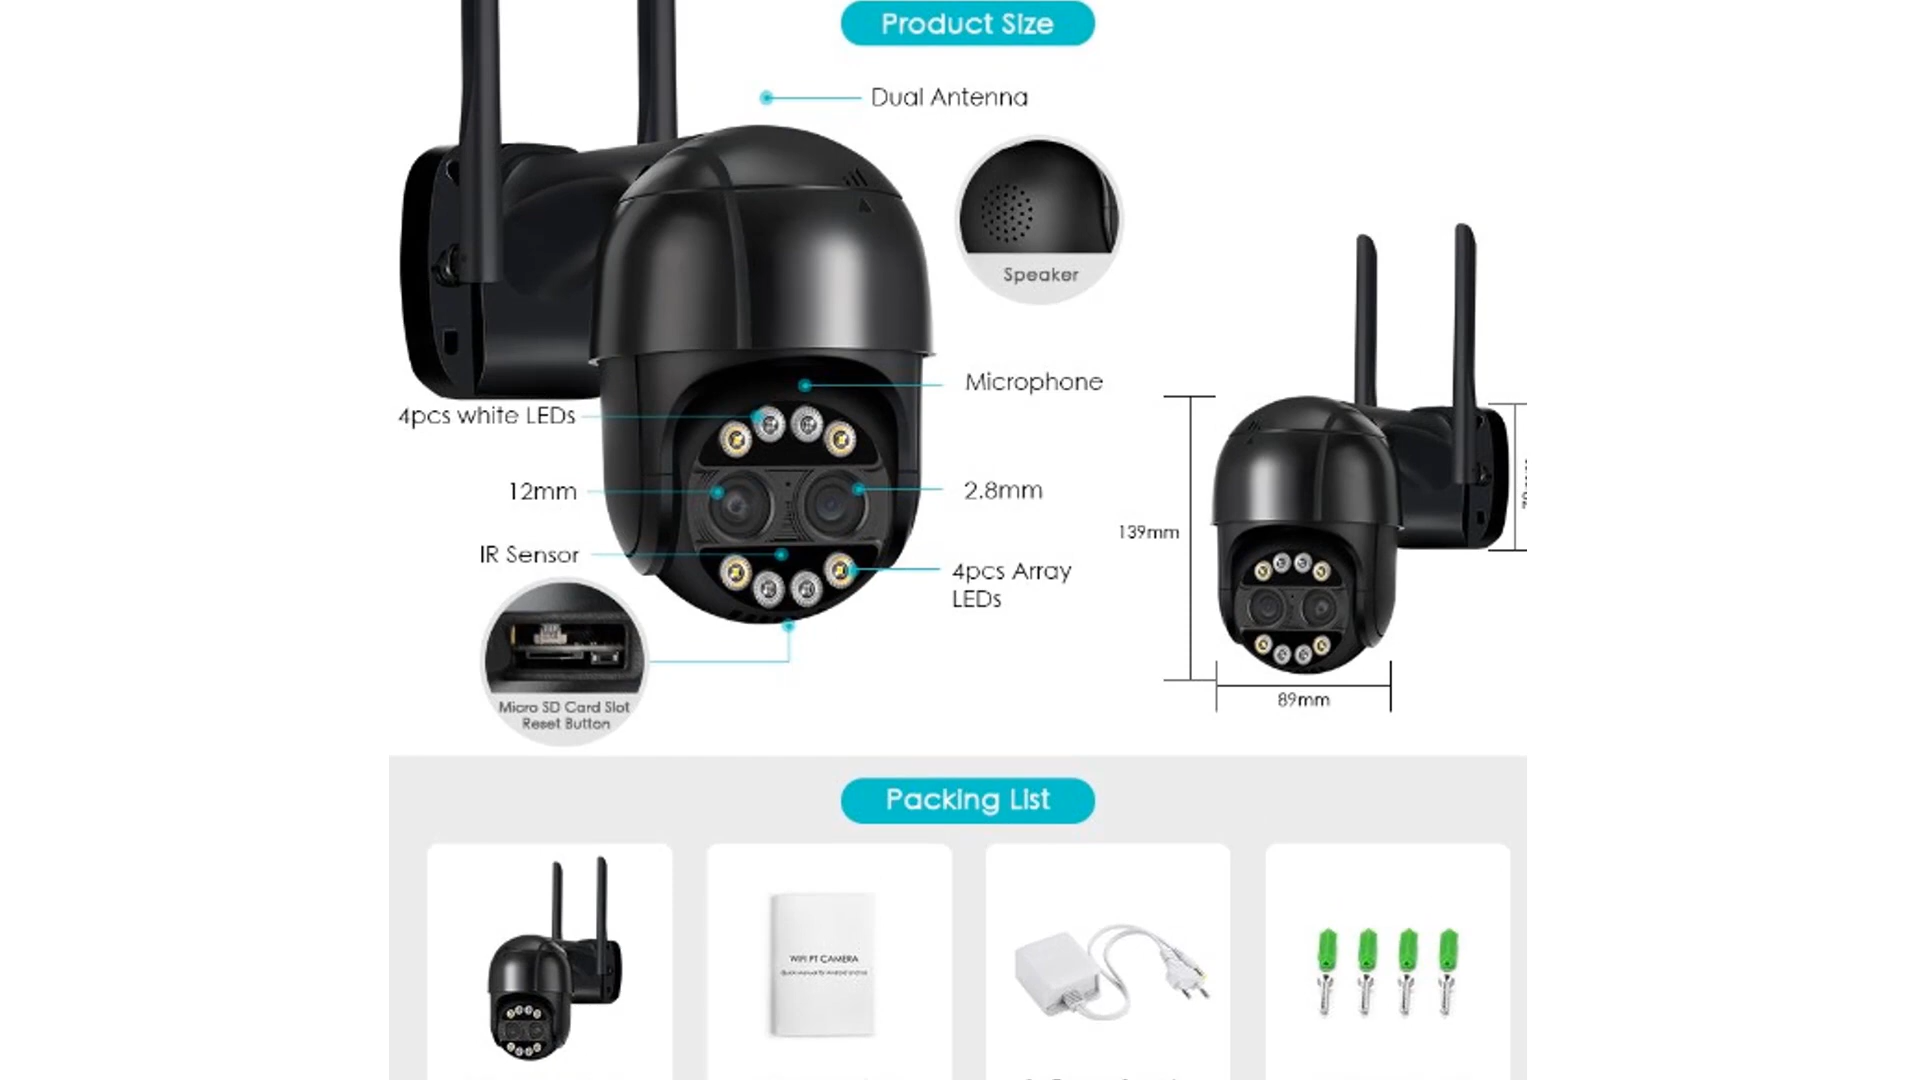 Product Size
Dual Antenna
Speaker
Microphone
4pcs white LEDs
12mm
2.8mm
IR Sensor
4pcs Array
LEDs
Micro SD Card Slot
Reset Button
139mm
89mm
Packing List
WIFI PT CAMERA